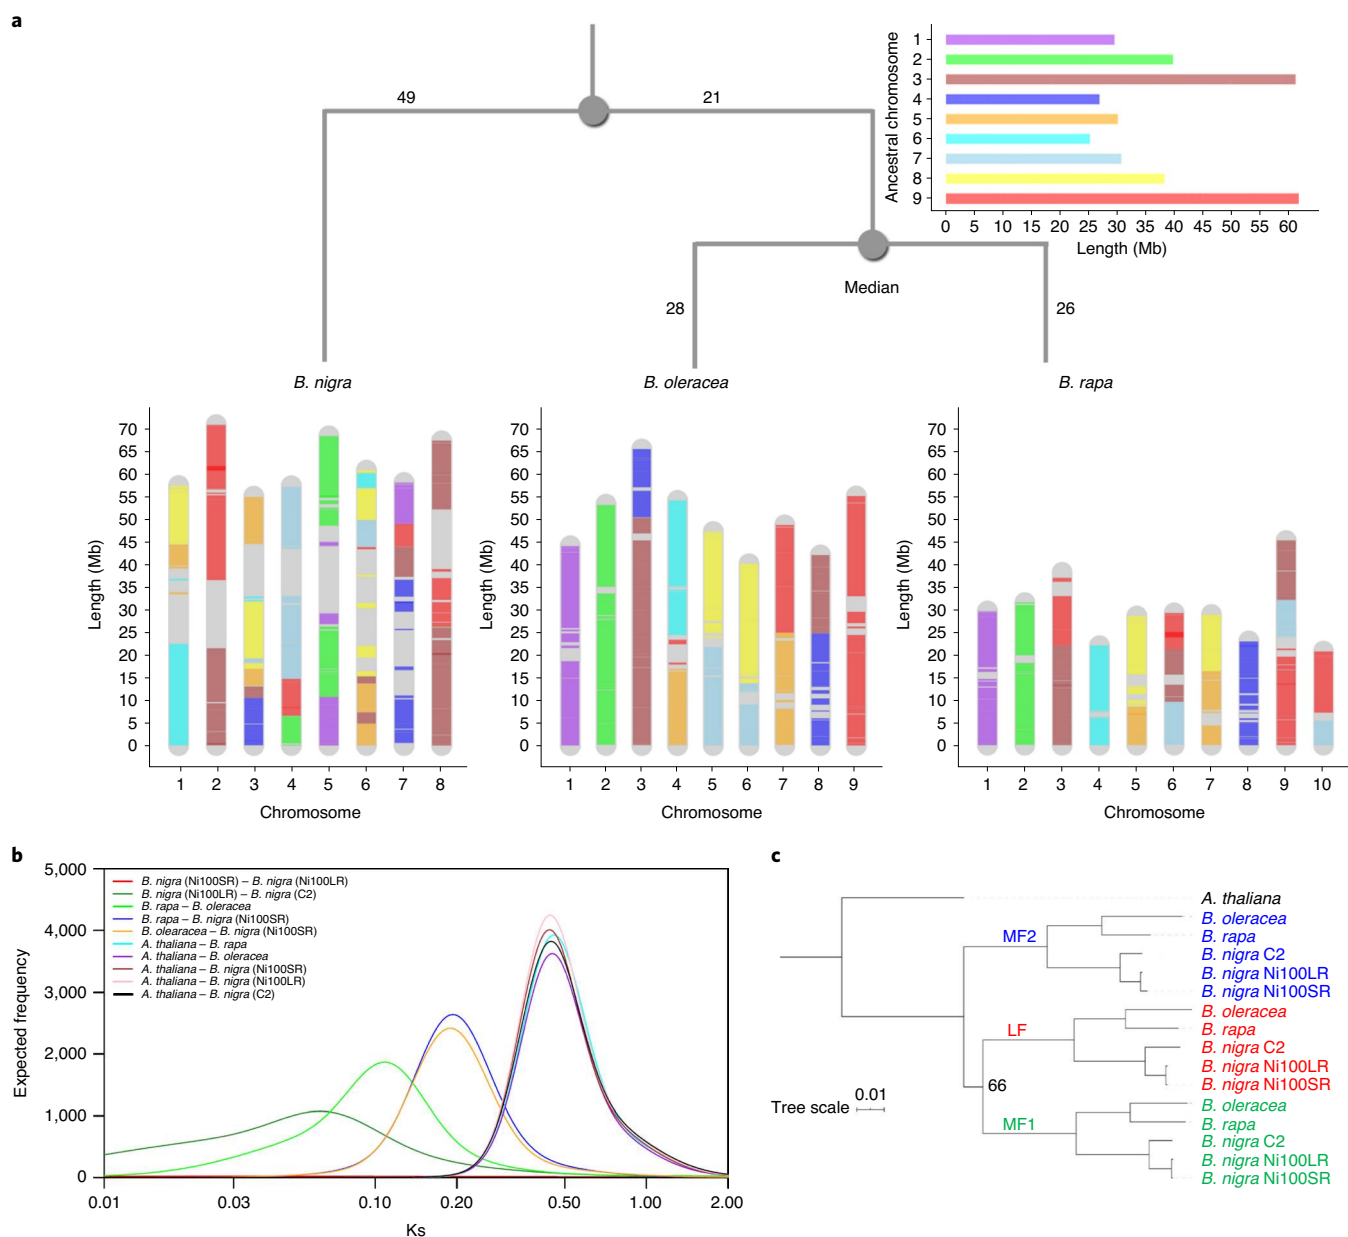 a
49
21
Ancestral chromosome
1
2
3
4
5
6
7
8
9
0 5 10 15 20 25 30 35 40 45 50 55 60
Length (Mb)
Median
28
26
B. nigra
B. oleracea
B. rapa
Length (Mb)
70
65
60
55
50
45
40
35
30
25
20
15
10
5
0
1 2 3 4 5 6 7 8
Chromosome
Length (Mb)
70
65
60
55
50
45
40
35
30
25
20
15
10
5
0
1 2 3 4 5 6 7 8 9
Chromosome
Length (Mb)
70
65
60
55
50
45
40
35
30
25
20
15
10
5
0
1 2 3 4 5 6 7 8 9 10
Chromosome
b
Expected frequency
5,000
4,000
3,000
2,000
1,000
0
B. nigra (Ni100SR) – B. nigra (Ni100LR)
B. nigra (Ni100LR) – B. nigra (C2)
B. rapa – B. oleracea
B. rapa – B. nigra (Ni100SR)
B. olearacea – B. nigra (Ni100SR)
A. thaliana – B. rapa
A. thaliana – B. oleracea
A. thaliana – B. nigra (Ni100SR)
A. thaliana – B. nigra (Ni100LR)
A. thaliana – B. nigra (C2)
0.01 0.03 0.10 0.20 0.50 1.00 2.00
Ks
c
A. thaliana
B. oleracea
MF2
B. rapa
B. nigra C2
B. nigra Ni100LR
B. nigra Ni100SR
B. oleracea
LF
B. rapa
B. nigra C2
B. nigra Ni100LR
66
B. nigra Ni100SR
Tree scale 0.01
B. oleracea
MF1
B. rapa
B. nigra C2
B. nigra Ni100LR
B. nigra Ni100SR